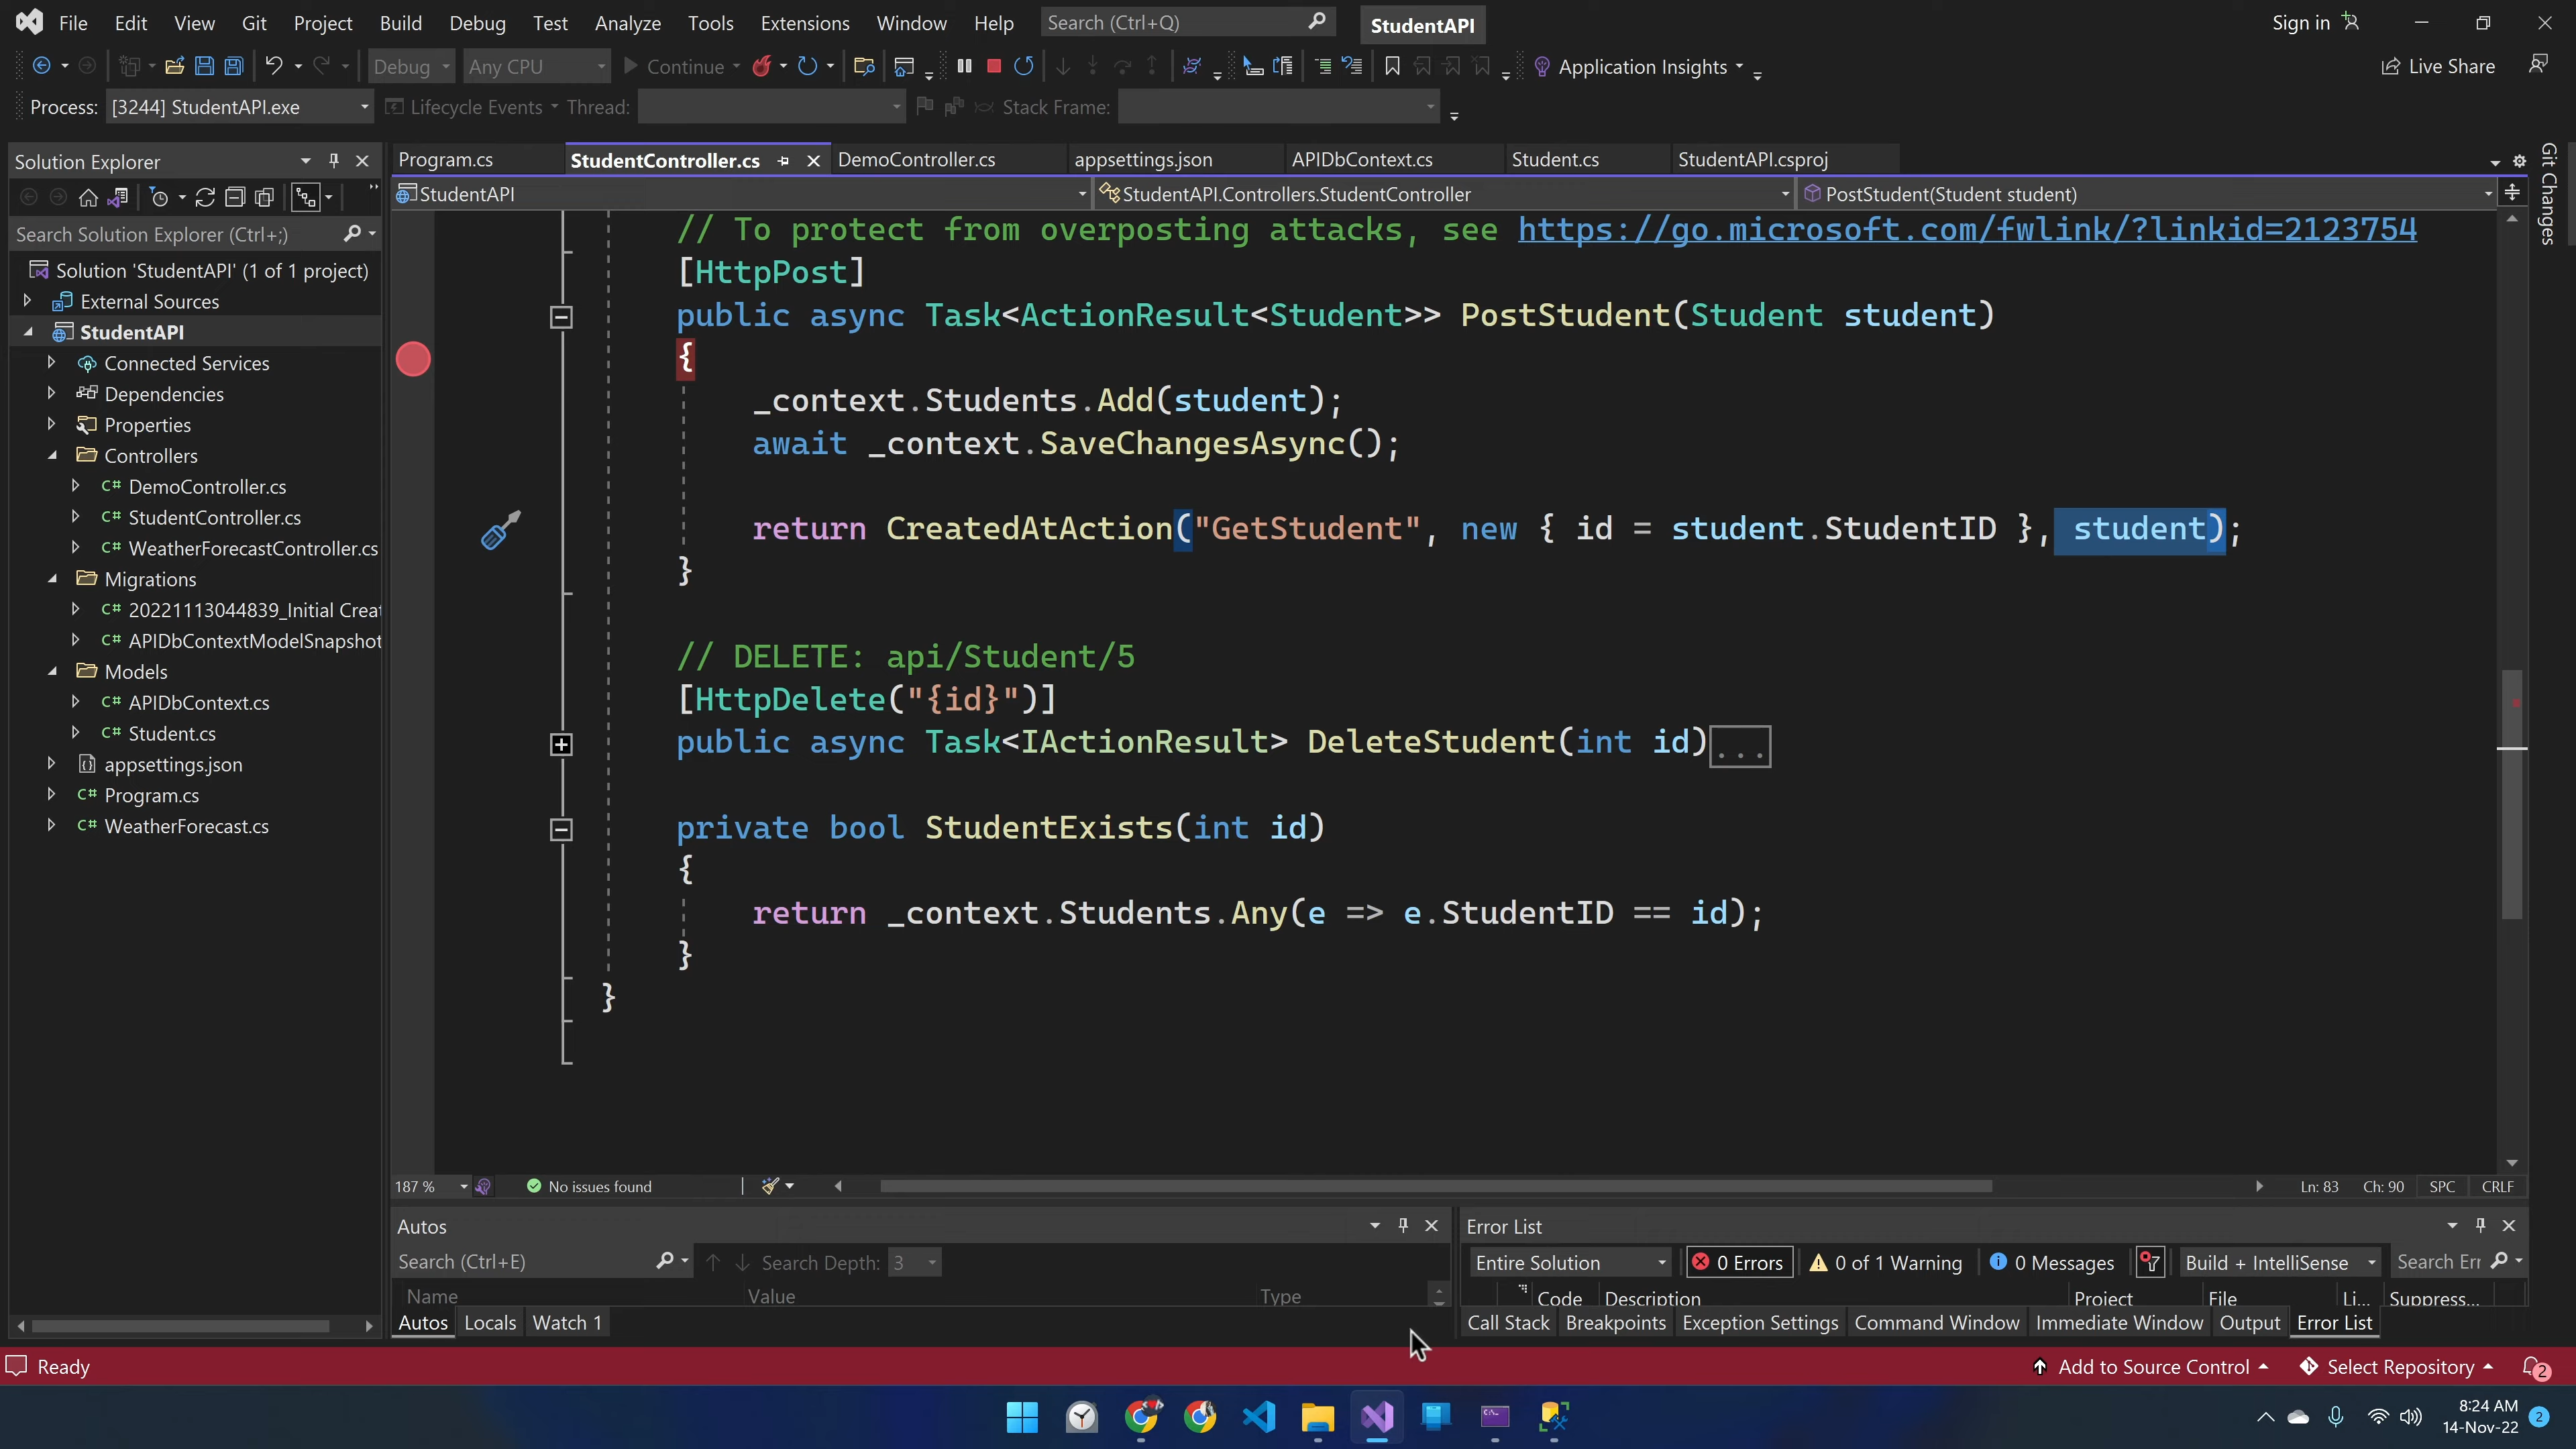 File Edit View Git Project Build Debug Test Analyze Tools Extensions Window Help Search (Ctrl+Q) StudentAPI Sign in
Debug Any CPU Continue Application Insights Live Share
Process: [3244] StudentAPI.exe Lifecycle Events Thread: Stack Frame:
Solution Explorer
Search Solution Explorer (Ctrl+;)
Solution 'StudentAPI' (1 of 1 project)
External Sources
StudentAPI
Connected Services
Dependencies
Properties
Controllers
C# DemoController.cs
C# StudentController.cs
C# WeatherForecastController.cs
Migrations
C# 20221113044839_Initial Creat
C# APIDbContextModelSnapshot
Models
C# APIDbContext.cs
C# Student.cs
appsettings.json
C# Program.cs
C# WeatherForecast.cs
Program.cs StudentController.cs DemoController.cs appsettings.json APIDbContext.cs Student.cs StudentAPI.csproj
StudentAPI StudentAPI.Controllers.StudentController PostStudent(Student student)
// To protect from overposting attacks, see https://go.microsoft.com/fwlink/?linkid=2123754
[HttpPost]
public async Task<ActionResult<Student>> PostStudent(Student student)
{
_context.Students.Add(student);
await _context.SaveChangesAsync();
return CreatedAtAction("GetStudent", new { id = student.StudentID }, student);
}
// DELETE: api/Student/5
[HttpDelete("{id}")]
public async Task<IActionResult> DeleteStudent(int id)...
private bool StudentExists(int id)
{
return _context.Students.Any(e => e.StudentID == id);
}
}
Git Changes
187 % No issues found Ln: 83 Ch: 90 SPC CRLF
Autos
Search (Ctrl+E) Search Depth: 3
Name Value Type
Autos Locals Watch 1
Error List
Entire Solution 0 Errors 0 of 1 Warning 0 Messages Build + IntelliSense Search Err
Code Description Project File Li... Suppress...
Call Stack Breakpoints Exception Settings Command Window Immediate Window Output Error List
Ready Add to Source Control Select Repository 2
8:24 AM
14-Nov-22 2